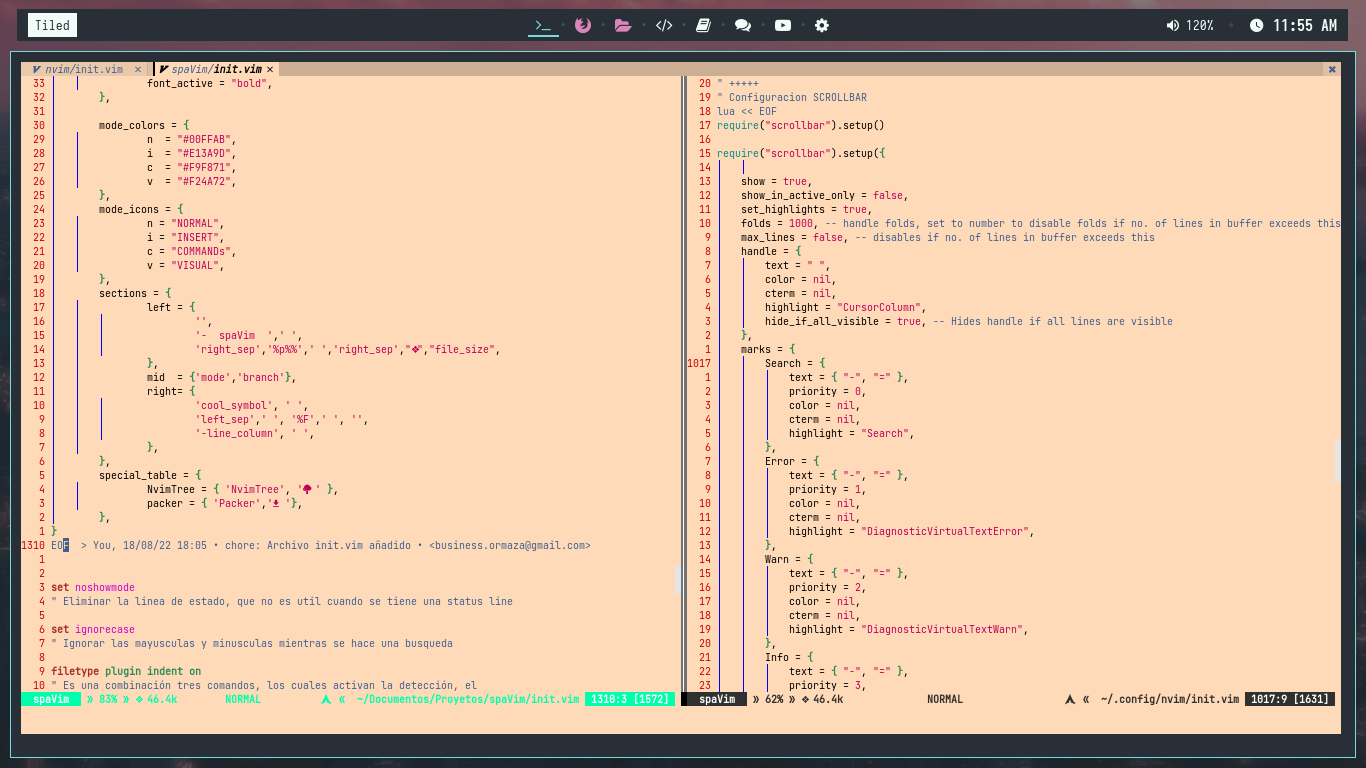 Tiled
120%
11:55 AM
nvim/init.vim ×
spaVim/init.vim ×
33 font_active = "bold",
32 },
31
30 mode_colors = {
29 n  = "#00FFAB",
28 i  = "#E13A9D",
27 c  = "#F9F871",
26 v  = "#F24A72",
25 },
24 mode_icons = {
23 n = "NORMAL",
22 i = "INSERT",
21 c = "COMMANDs",
20 v = "VISUAL",
19 },
18 sections = {
17 left = {
16 '',
15 '-  spaVim  ',' ',
14 'right_sep','%p%%',' ','right_sep',"❖","file_size",
13 },
12 mid  = {'mode','branch'},
11 right= {
10 'cool_symbol', ' ',
9 'left_sep',' ', '%F',' ', '',
8 '-line_column', ' ',
7 },
6 },
5 special_table = {
4 NvimTree = { 'NvimTree', ' ' },
3 packer = { 'Packer',' '},
2 },
1 }
1310 EOF  > You, 18/08/22 18:05 • chore: Archivo init.vim añadido • <business.ormaza@gmail.com>
1
2
3 set noshowmode
4 " Eliminar la linea de estado, que no es util cuando se tiene una status line
5
6 set ignorecase
7 " Ignorar las mayusculas y minusculas mientras se hace una busqueda
8
9 filetype plugin indent on
10 " Es una combinación tres comandos, los cuales activan la detección, el
spaVim » 83% » ❖ 46.4k NORMAL « ~/Documentos/Proyetos/spaVim/init.vim 1310:3 [1572]
20 " +++++
19 " Configuracion SCROLLBAR
18 lua << EOF
17 require("scrollbar").setup()
16
15 require("scrollbar").setup({
14
13 show = true,
12 show_in_active_only = false,
11 set_highlights = true,
10 folds = 1000, -- handle folds, set to number to disable folds if no. of lines in buffer exceeds this
9 max_lines = false, -- disables if no. of lines in buffer exceeds this
8 handle = {
7 text = " ",
6 color = nil,
5 cterm = nil,
4 highlight = "CursorColumn",
3 hide_if_all_visible = true, -- Hides handle if all lines are visible
2 },
1 marks = {
1017 Search = {
1 text = { "-", "=" },
2 priority = 0,
3 color = nil,
4 cterm = nil,
5 highlight = "Search",
6 },
7 Error = {
8 text = { "-", "=" },
9 priority = 1,
10 color = nil,
11 cterm = nil,
12 highlight = "DiagnosticVirtualTextError",
13 },
14 Warn = {
15 text = { "-", "=" },
16 priority = 2,
17 color = nil,
18 cterm = nil,
19 highlight = "DiagnosticVirtualTextWarn",
20 },
21 Info = {
22 text = { "-", "=" },
23 priority = 3,
spaVim » 62% » ❖ 46.4k NORMAL « ~/.config/nvim/init.vim 1017:9 [1631]